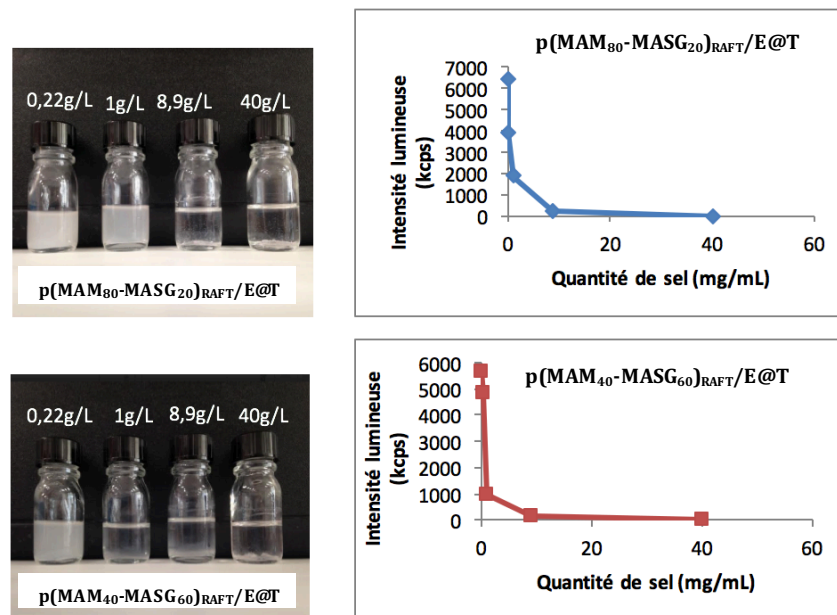 0,22g/L 1g/L 8,9g/L 40g/L
p(MAM80-MASG20)RAFT/E@T
p(MAM80-MASG20)RAFT/E@T
Intensité lumineuse
(kcps)
7000
6000
5000
4000
3000
2000
1000
0
0 20 40 60
Quantité de sel (mg/mL)
0,22g/L 1g/L 8,9g/L 40g/L
p(MAM40-MASG60)RAFT/E@T
p(MAM40-MASG60)RAFT/E@T
Intensité lumineuse
(kcps)
6000
5000
4000
3000
2000
1000
0
0 20 40 60
Quantité de sel (mg/mL)